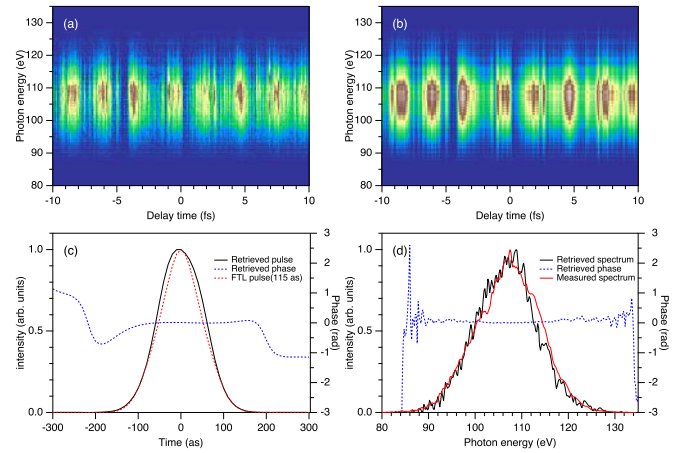 (a)
Photon energy (eV)
135
130
120
110
100
90
80
-10
-5
0
5
10
Delay time (fs)
(b)
Photon energy (eV)
135
130
120
110
100
90
80
-10
-5
0
5
10
Delay time (fs)
(c)
Retrieved pulse
Retrieved phase
FTL pulse(115 as)
intensity (arb. units)
1.0
0.5
0.0
3
2
1
0
-1
-2
-3
Phase (rad)
-300
-200
-100
0
100
200
300
Time (as)
(d)
Retrieved spectrum
Retrieved phase
Measured spectrum
intensity (arb. units)
1.0
0.5
0.0
3
2
1
0
-1
-2
-3
Phase (rad)
80
90
100
110
120
130
Photon energy (eV)